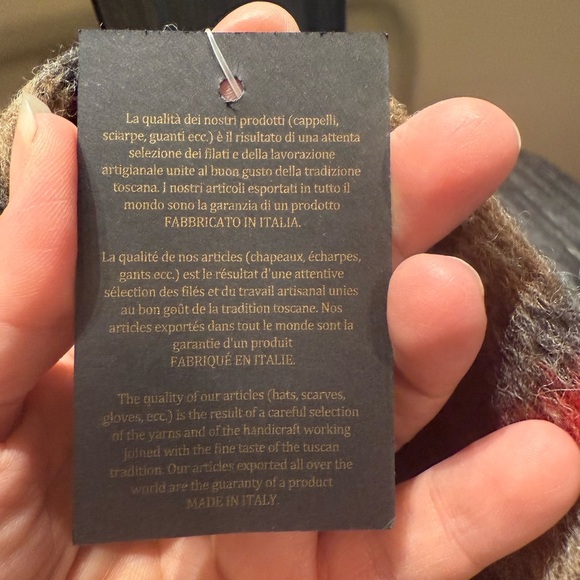 La qualità dei nostri prodotti (cappelli,
sciarpe, guanti ecc.) è il risultato di una attenta
selezione dei filati e della lavorazione
artigianale unite al buon gusto della tradizione
toscana. I nostri articoli esportati in tutto il
mondo sono la garanzia di un prodotto
FABBRICATO IN ITALIA.
La qualité de nos articles (chapeaux, écharpes,
gants ecc.) est le résultat d'une attentive
sélection des filés et du travail artisanal unies
au bon goût de la tradition toscane. Nos
articles exportés dans tout le monde sont la
garantie d'un produit
FABRIQUÉ EN ITALIE.
The quality of our articles (hats, scarves,
gloves, ecc.) is the result of a careful selection
of the yarns and of the handicraft working
joined with the fine taste of the tuscan
tradition. Our articles exported all over the
world are the guaranty of a product
MADE IN ITALY.